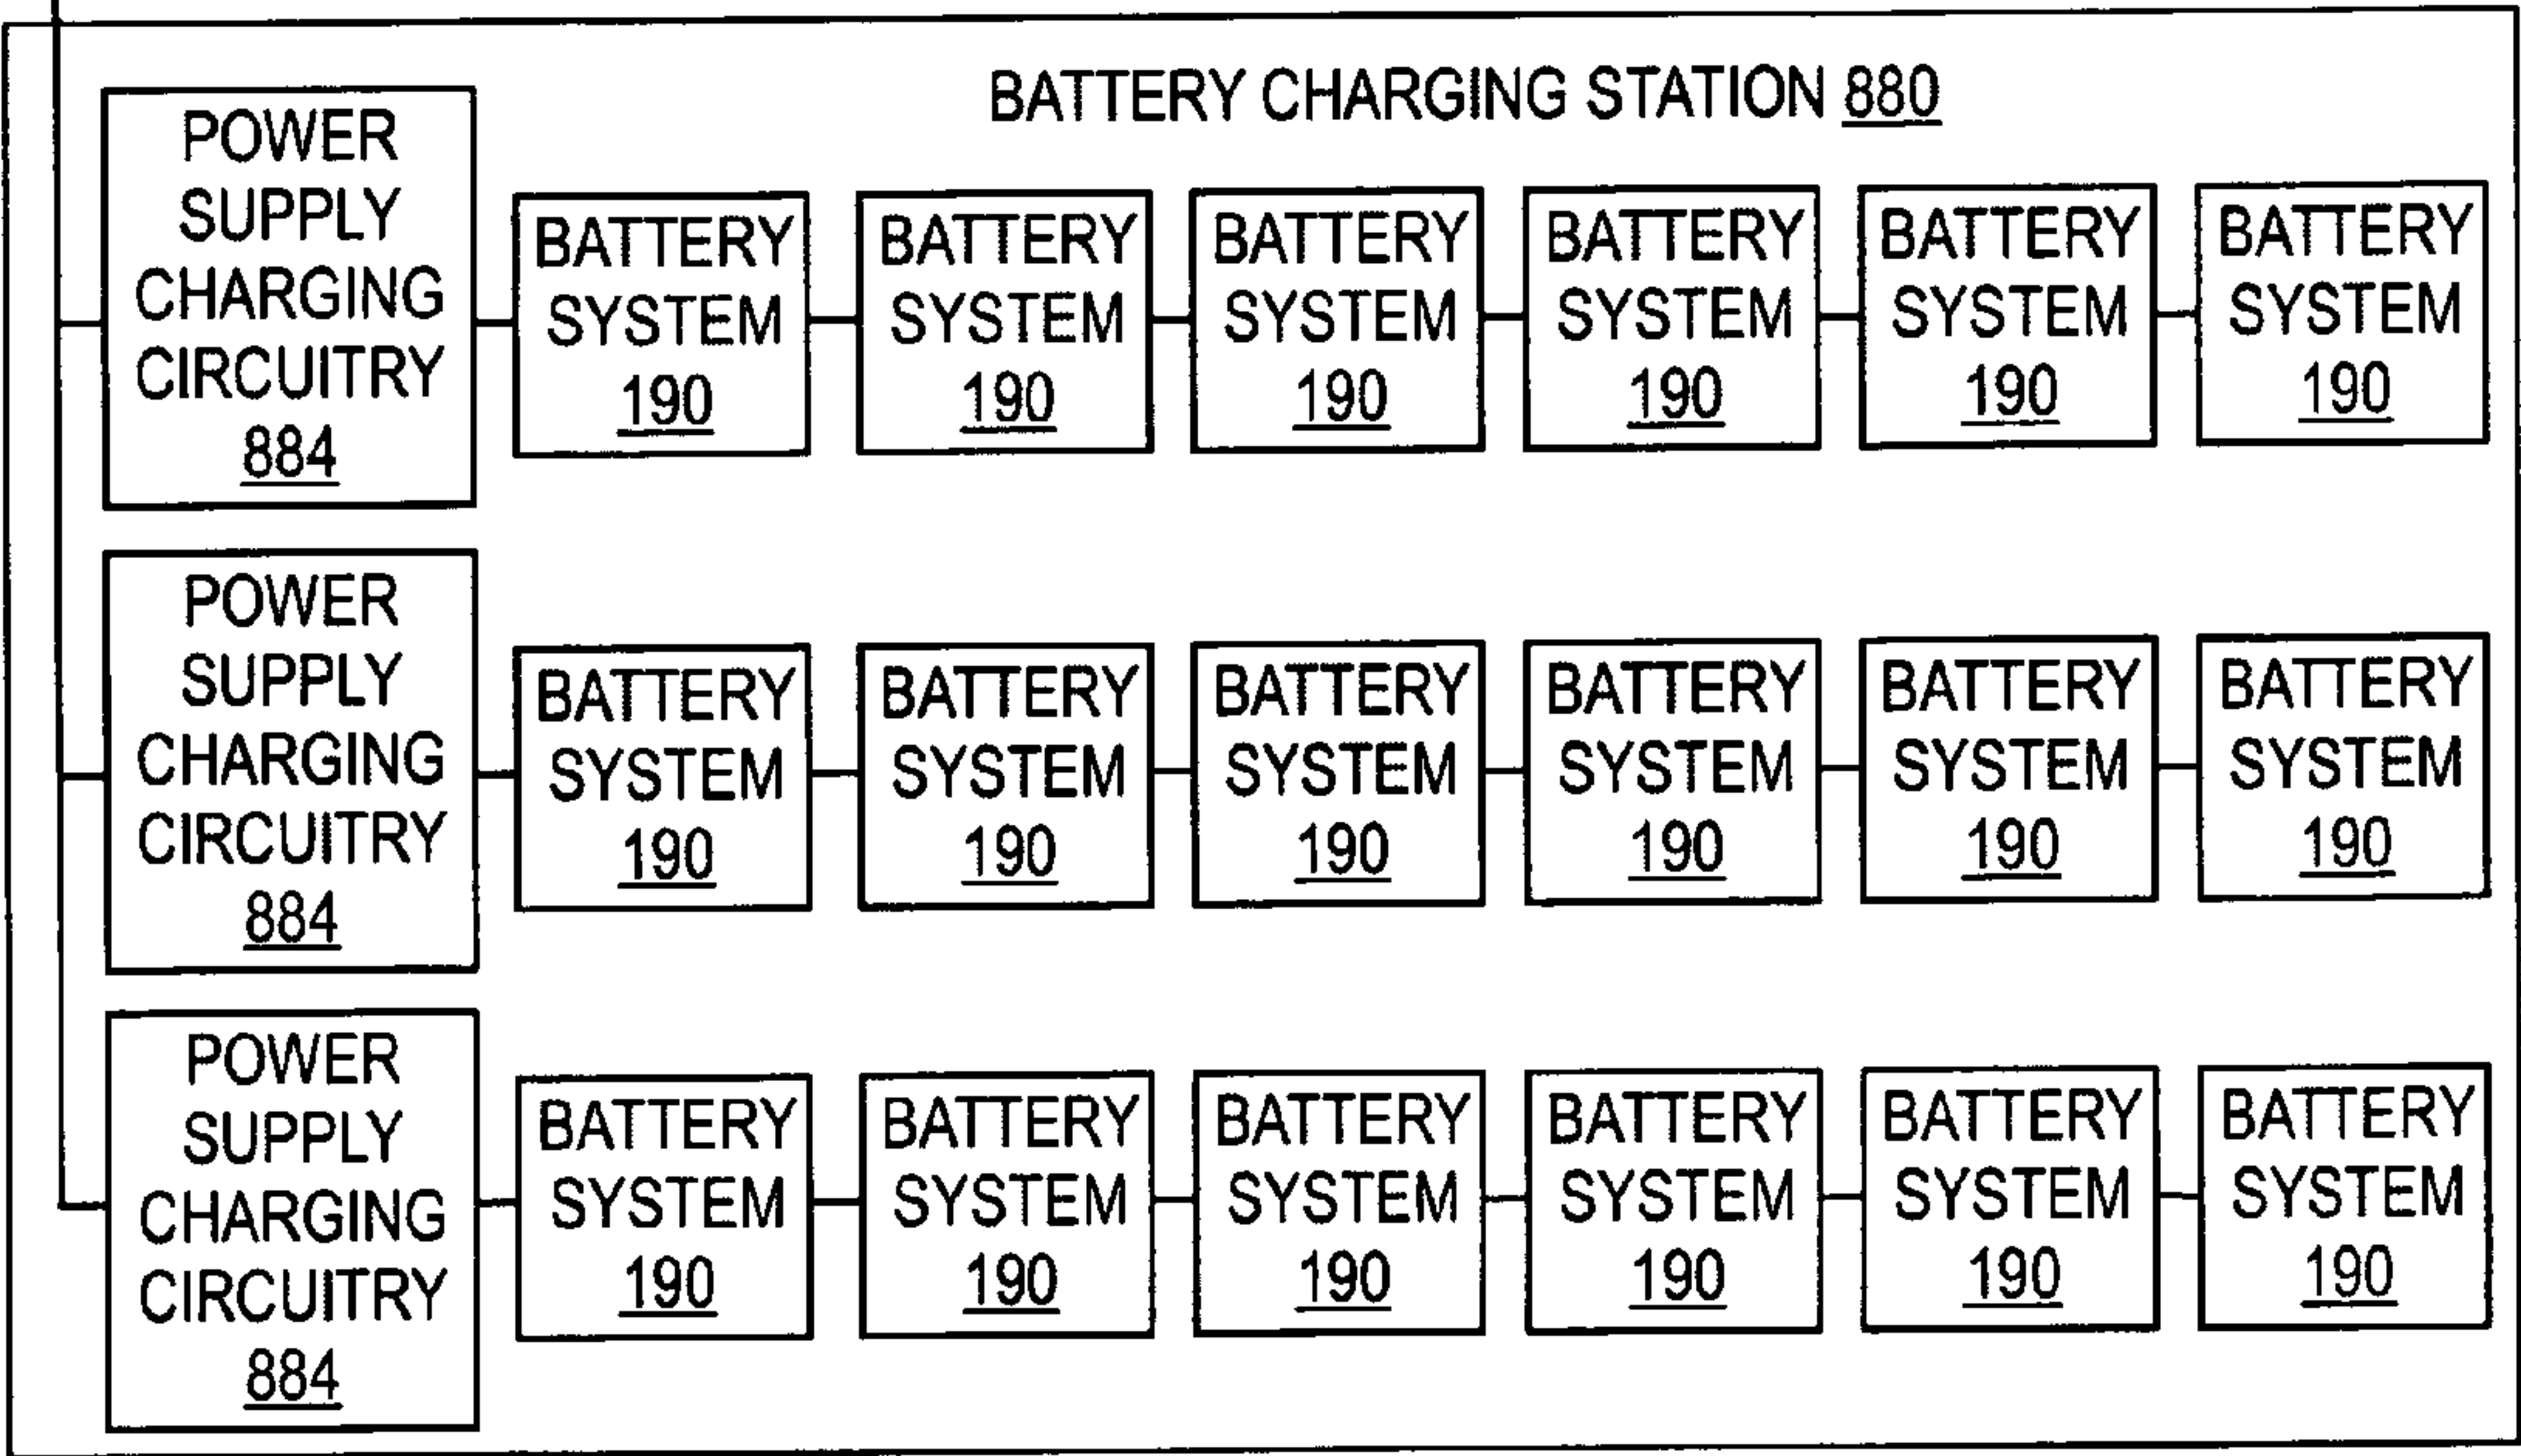 BATTERY CHARGING STATION 880
POWER
SUPPLY
CHARGING
CIRCUITRY
884
BATTERY
SYSTEM
190
BATTERY
SYSTEM
190
BATTERY
SYSTEM
190
BATTERY
SYSTEM
190
BATTERY
SYSTEM
190
BATTERY
SYSTEM
190
POWER
SUPPLY
CHARGING
CIRCUITRY
884
BATTERY
SYSTEM
190
BATTERY
SYSTEM
190
BATTERY
SYSTEM
190
BATTERY
SYSTEM
190
BATTERY
SYSTEM
190
BATTERY
SYSTEM
190
POWER
SUPPLY
CHARGING
CIRCUITRY
884
BATTERY
SYSTEM
190
BATTERY
SYSTEM
190
BATTERY
SYSTEM
190
BATTERY
SYSTEM
190
BATTERY
SYSTEM
190
BATTERY
SYSTEM
190